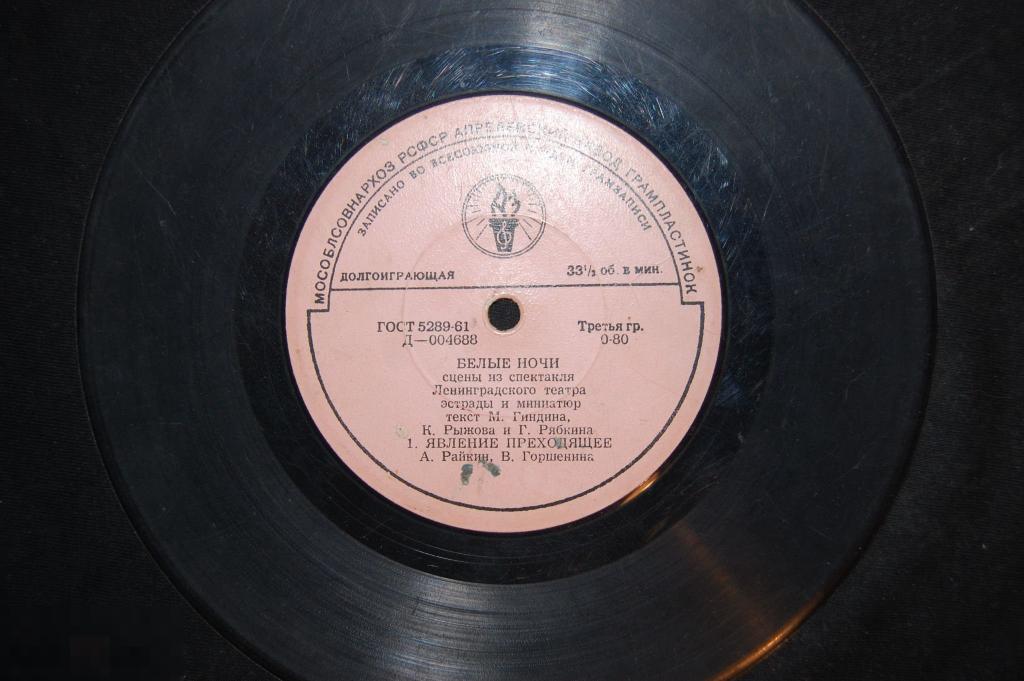 МОСОБЛСОВНАРХОЗ РСФСР АПРЕЛЕВСКИЙ ЗАВОД ГРАМПЛАСТИНОК
ЗАПИСАНО ВО ВСЕСОЮЗНОЙ СТУДИИ ГРАМЗАПИСИ
ДОЛГОИГРАЮЩАЯ 33⅓ об. в мин.
ГОСТ 5289-61 Третья гр.
Д—004688 0-80
БЕЛЫЕ НОЧИ
сцены из спектакля
Ленинградского театра
эстрады и миниатюр
текст М. Гиндина,
К. Рыжова и Г. Рябкина
1. ЯВЛЕНИЕ ПРЕХОДЯЩЕЕ
А. Райкин, В. Горшенина